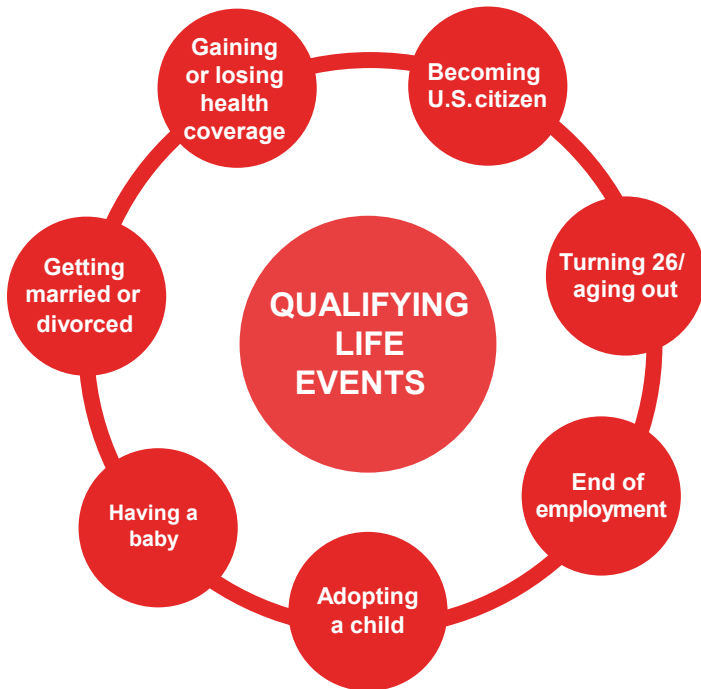 Gaining
or losing
health
coverage
Becoming
U.S. citizen
Turning 26/
aging out
End of
employment
Adopting
a child
Having a
baby
Getting
married or
divorced
QUALIFYING
LIFE
EVENTS